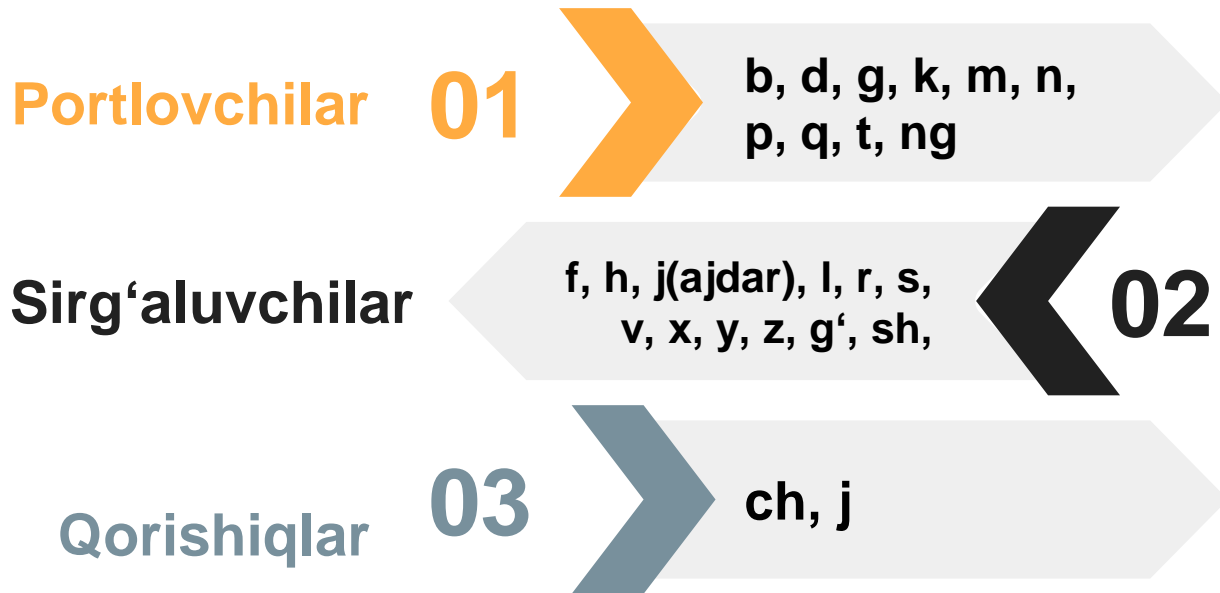 Portlovchilar 01
b, d, g, k, m, n,
p, q, t, ng
Sirg‘aluvchilar
f, h, j(ajdar), l, r, s,
v, x, y, z, g‘, sh,
02
Qorishiqlar
03
ch, j